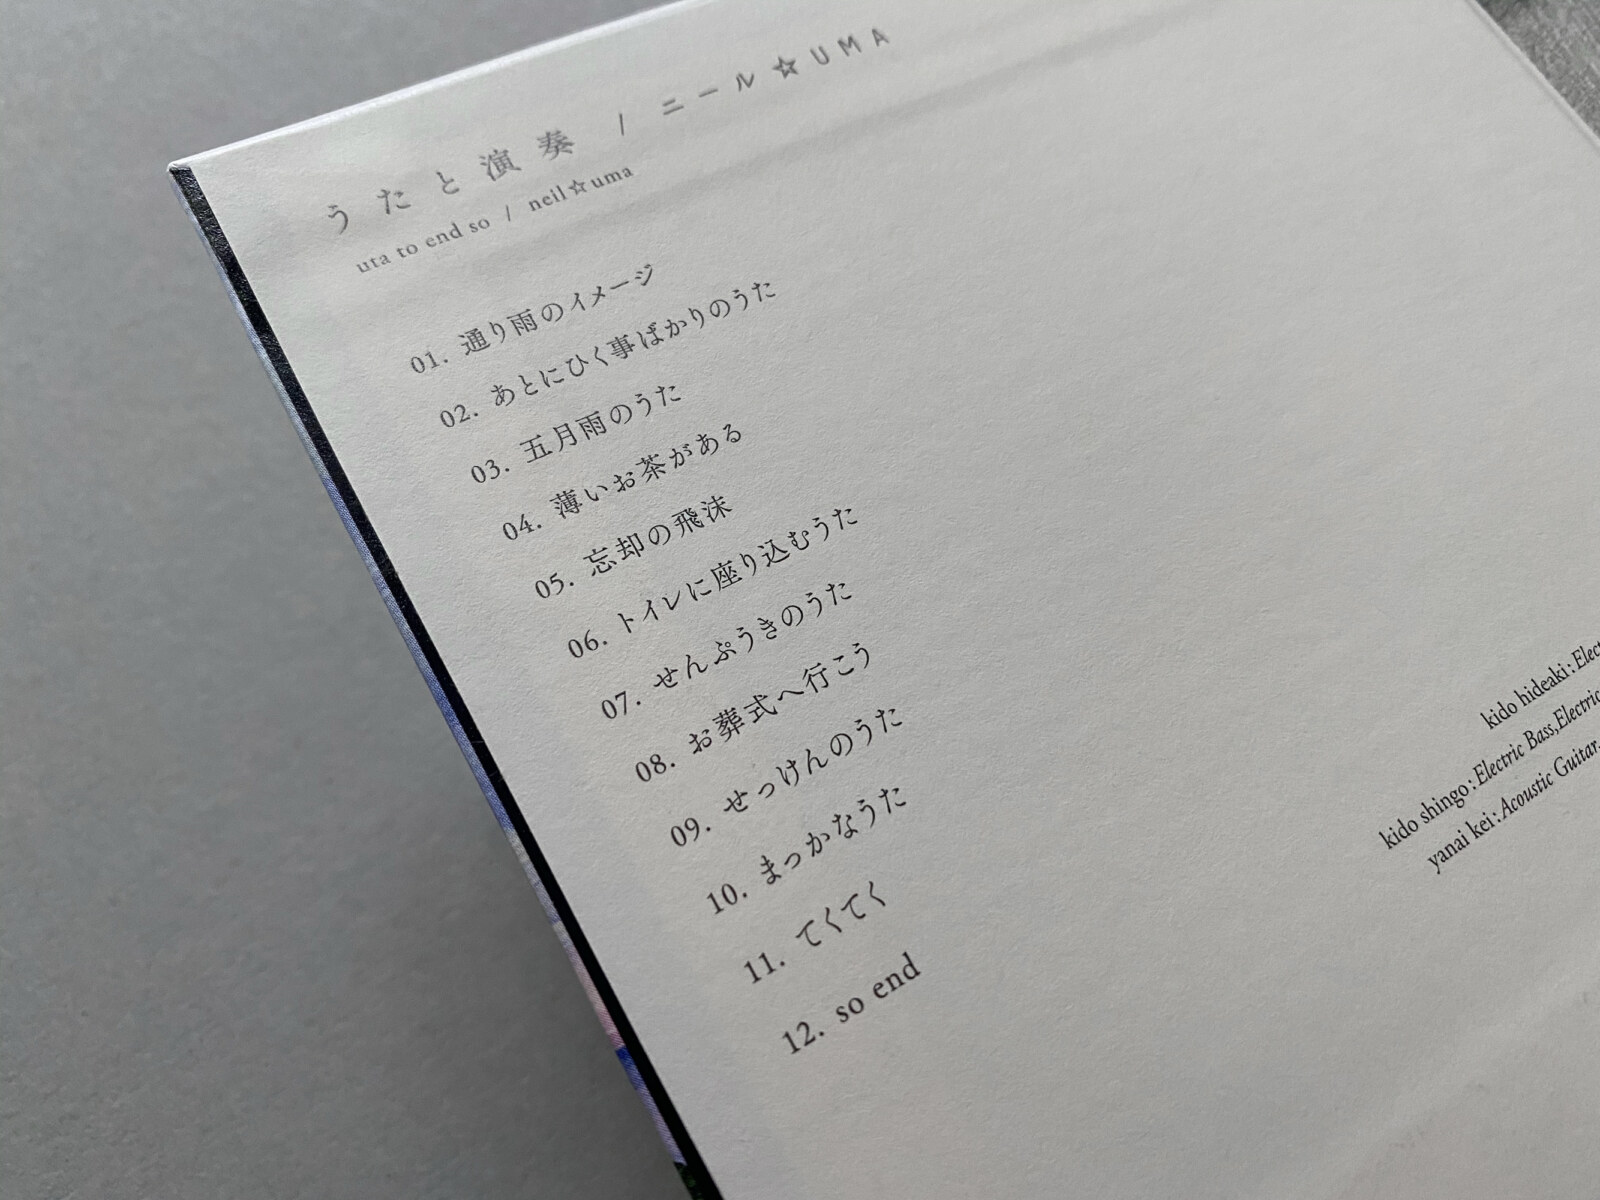 うたと演奏 / ニール☆UMA
uta to end so / neil☆uma
01. 通り雨のイメージ
02. あとにひく事ばかりのうた
03. 五月雨のうた
04. 薄いお茶がある
05. 忘却の飛沫
06. トイレに座り込むうた
07. せんぷうきのうた
08. お葬式へ行こう
09. せっけんのうた
10. まっかなうた
11. てくてく
12. so end
kido hideaki:
kido shingo:Electric Bass,Electric
yanai kei:Acoustic Guitar,